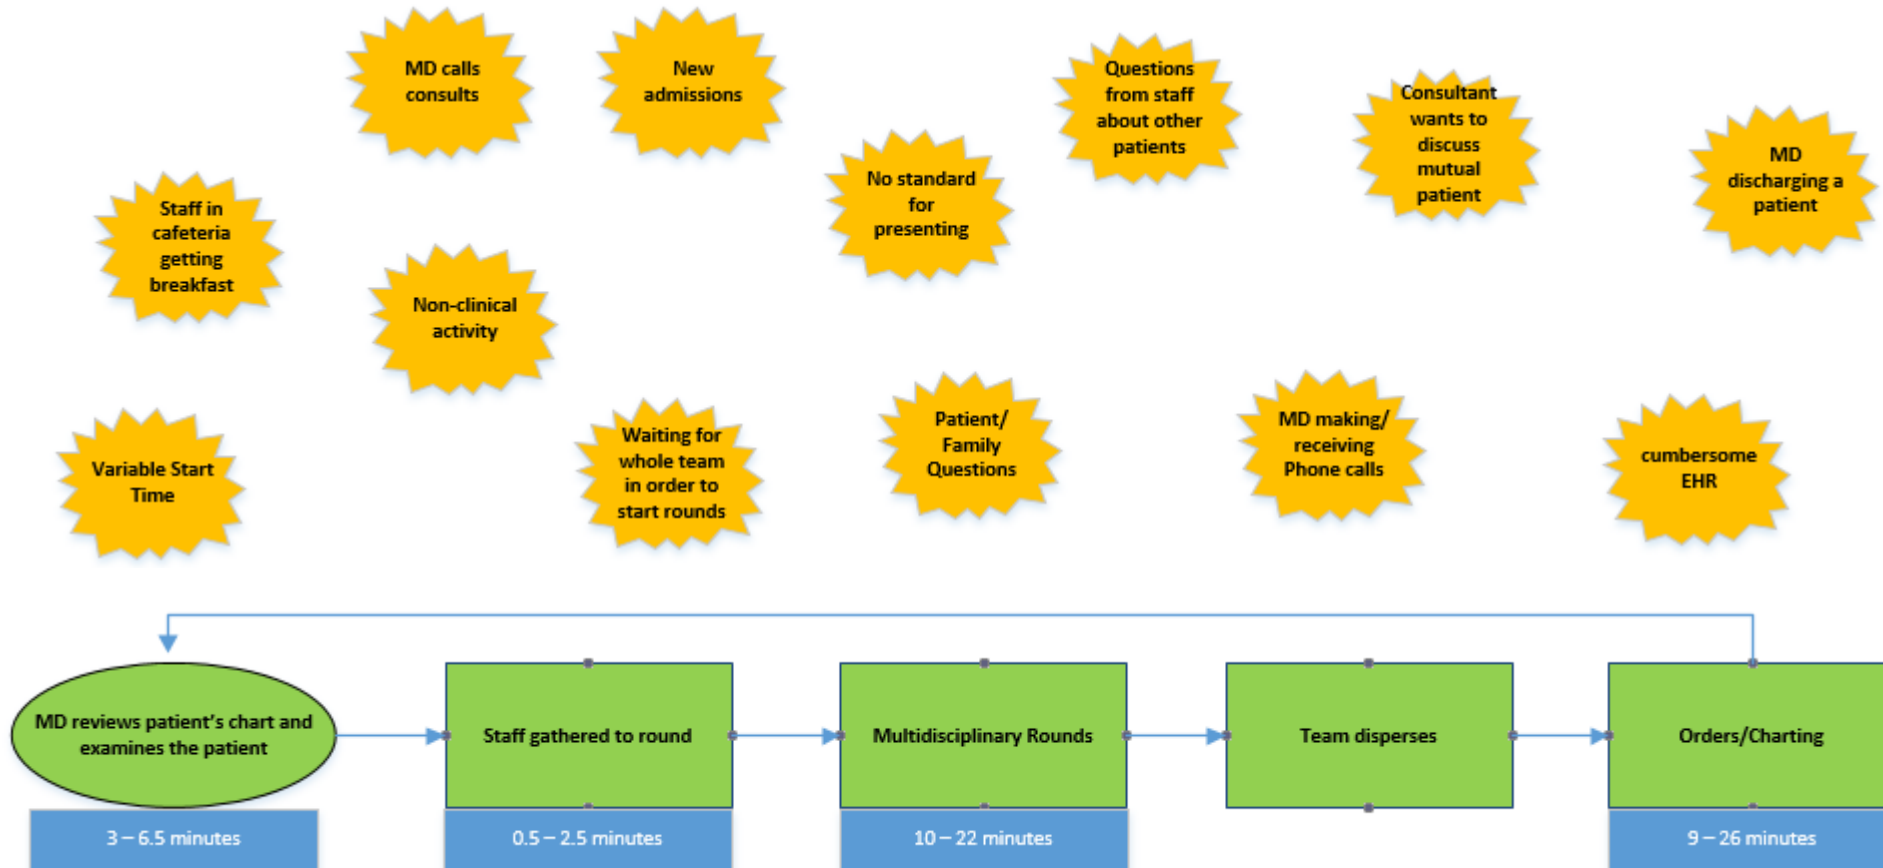 MD calls
consults
New
admissions
Questions
from staff
about other
patients
Consultant
wants to
discuss
mutual
patient
MD
discharging a
patient
No standard
for
presenting
Staff in
cafeteria
getting
breakfast
Non-clinical
activity
Variable Start
Time
Waiting for
whole team
in order to
start rounds
Patient/
Family
Questions
MD making/
receiving
Phone calls
cumbersome
EHR
MD reviews patient's chart and
examines the patient
Staff gathered to round
Multidisciplinary Rounds
Team disperses
Orders/Charting
3 – 6.5 minutes
0.5 – 2.5 minutes
10 – 22 minutes
9 – 26 minutes